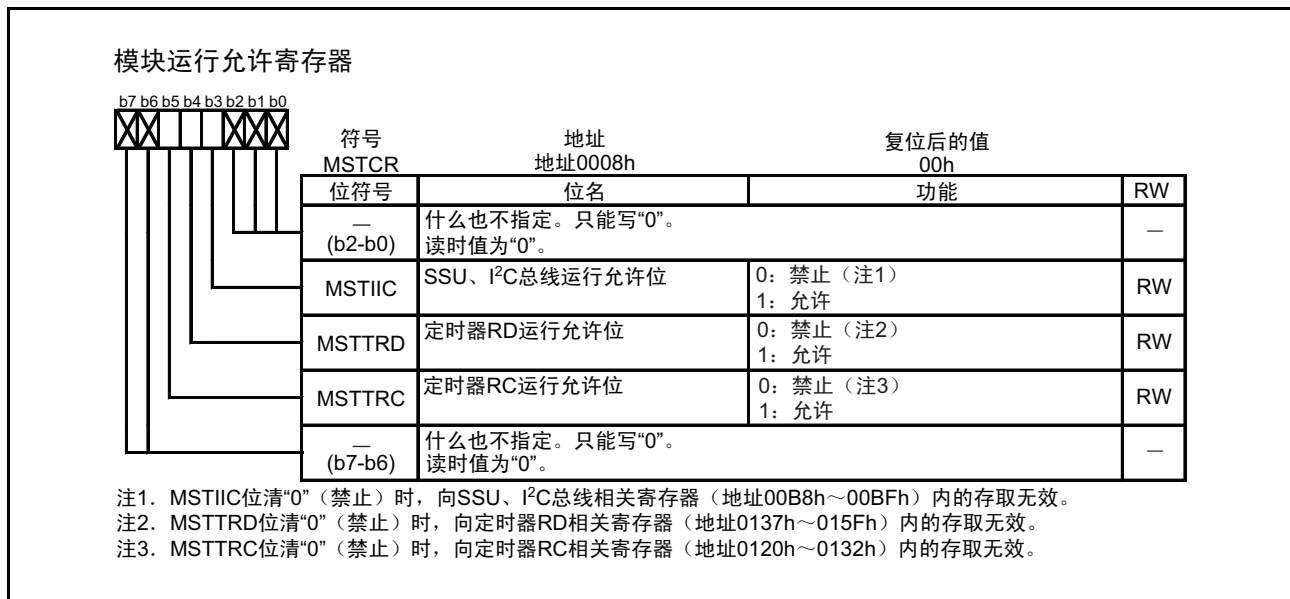 模块运行允许寄存器
b7 b6 b5 b4 b3 b2 b1 b0
符号 地址 复位后的值
MSTCR 地址0008h 00h
位符号 位名 功能 RW
— 什么也不指定。只能写“0”。 —
(b2-b0) 读时值为“0”。
MSTIIC SSU、I²C总线运行允许位 0：禁止（注1） RW
1：允许
MSTTRD 定时器RD运行允许位 0：禁止（注2） RW
1：允许
MSTTRC 定时器RC运行允许位 0：禁止（注3） RW
1：允许
— 什么也不指定。只能写“0”。 —
(b7-b6) 读时值为“0”。
注1．MSTIIC位清“0”（禁止）时，向SSU、I²C总线相关寄存器（地址00B8h～00BFh）内的存取无效。
注2．MSTTRD位清“0”（禁止）时，向定时器RD相关寄存器（地址0137h～015Fh）内的存取无效。
注3．MSTTRC位清“0”（禁止）时，向定时器RC相关寄存器（地址0120h～0132h）内的存取无效。